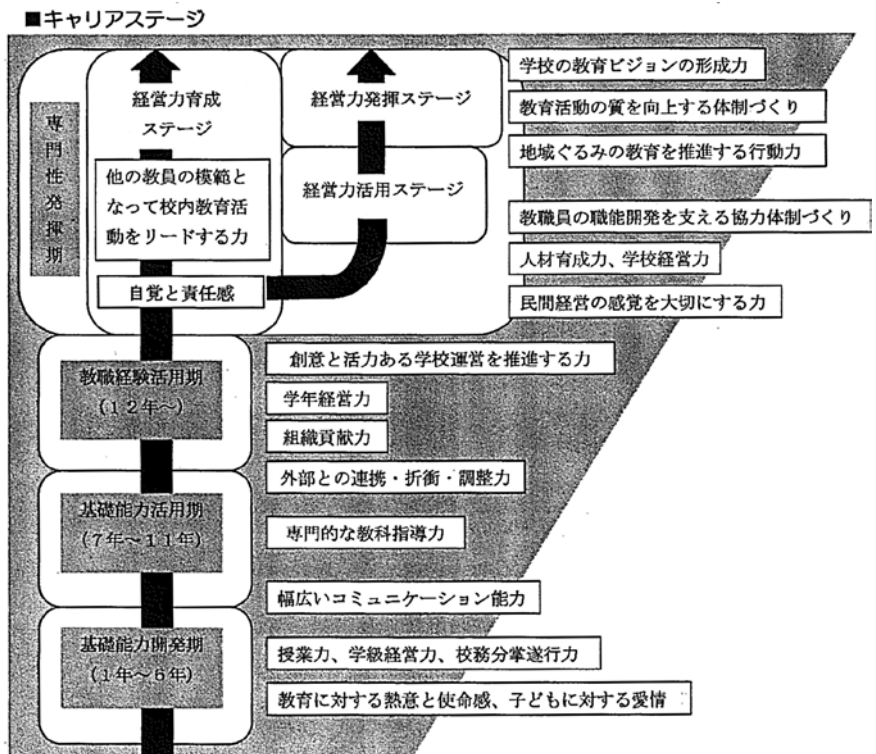 ■キャリアステージ
経営力育成
ステージ
経営力発揮ステージ
学校の教育ビジョンの形成力
教育活動の質を向上する体制づくり
専門性発揮期
地域ぐるみの教育を推進する行動力
他の教員の模範と
なって校内教育活
動をリードする力
経営力活用ステージ
教職員の職能開発を支える協力体制づくり
人材育成力、学校経営力
自覚と責任感
民間経営の感覚を大切にする力
創意と活力ある学校運営を推進する力
教職経験活用期
(12年~)
学年経営力
組織貢献力
外部との連携・折衝・調整力
基礎能力活用期
(7年~11年)
専門的な教科指導力
幅広いコミュニケーション能力
基礎能力開発期
(1年~6年)
授業力、学級経営力、校務分掌遂行力
教育に対する熱意と使命感、子どもに対する愛情